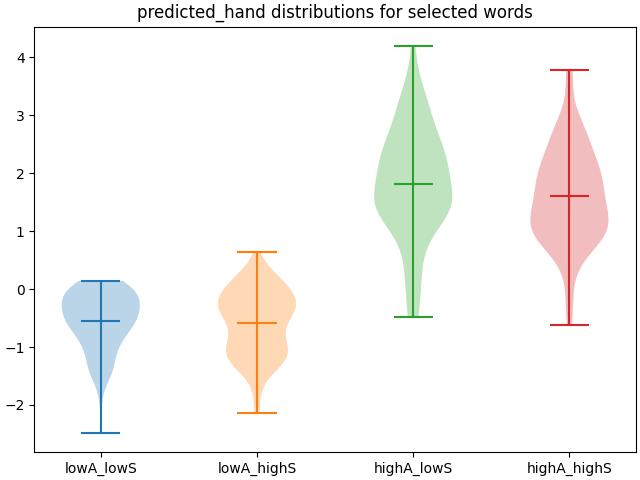 predicted_hand distributions for selected words
4
3
2
1
0
−1
−2
lowA_lowS
lowA_highS
highA_lowS
highA_highS